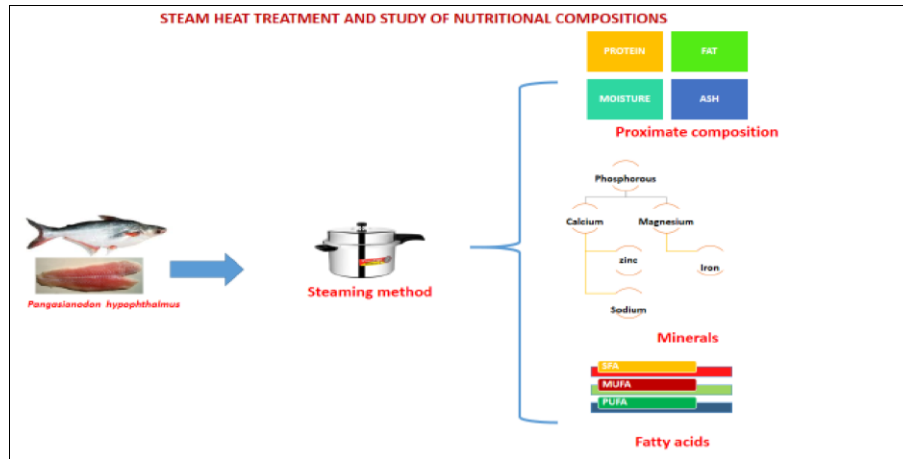 STEAM HEAT TREATMENT AND STUDY OF NUTRITIONAL COMPOSITIONS
PROTEIN
FAT
MOISTURE
ASH
Proximate composition
Phosphorous
Calcium
Magnesium
zinc
Iron
Sodium
Minerals
Pangasianodon hypophthalmus
Steaming method
SFA
MUFA
PUFA
Fatty acids